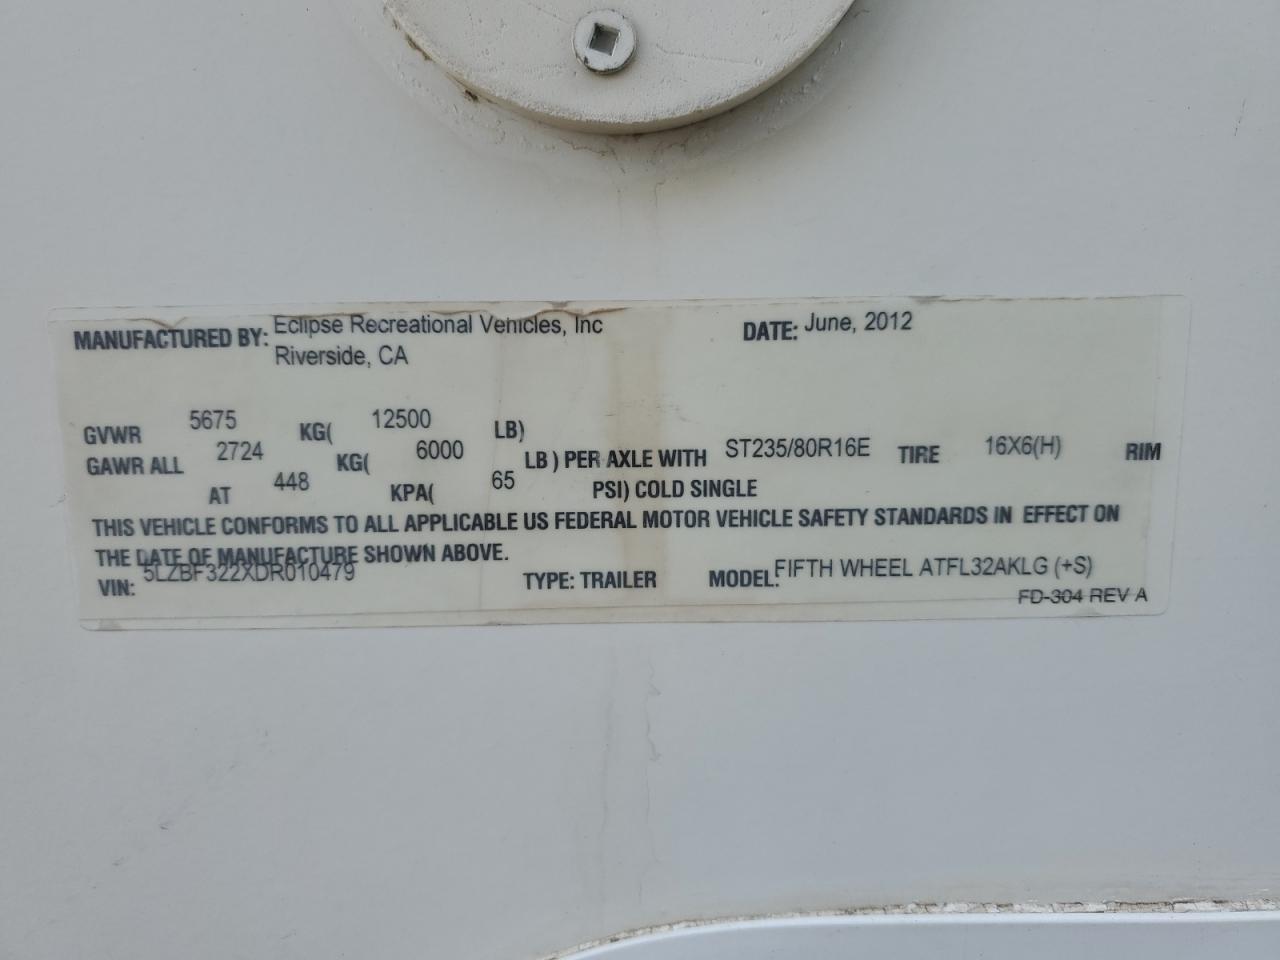 MANUFACTURED BY: Eclipse Recreational Vehicles, Inc DATE: June, 2012
Riverside, CA
GVWR 5675 KG( 12500 LB)
GAWR ALL 2724 KG( 6000 LB ) PER AXLE WITH ST235/80R16E TIRE 16X6(H) RIM
AT 448 KPA( 65 PSI) COLD SINGLE
THIS VEHICLE CONFORMS TO ALL APPLICABLE US FEDERAL MOTOR VEHICLE SAFETY STANDARDS IN EFFECT ON
THE DATE OF MANUFACTURE SHOWN ABOVE.
VIN: 5LZBF322XDR010479 TYPE: TRAILER MODEL: FIFTH WHEEL ATFL32AKLG (+S)
FD-304 REV A